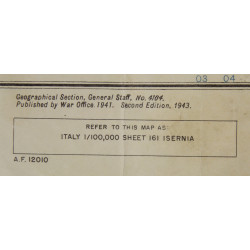 03 04
Geographical Section, General Staff, No. 4164.
Published by War Office. 1941. Second Edition, 1943.
REFER TO THIS MAP AS:
ITALY 1/100,000 SHEET 161 ISERNIA
A.F. 12010